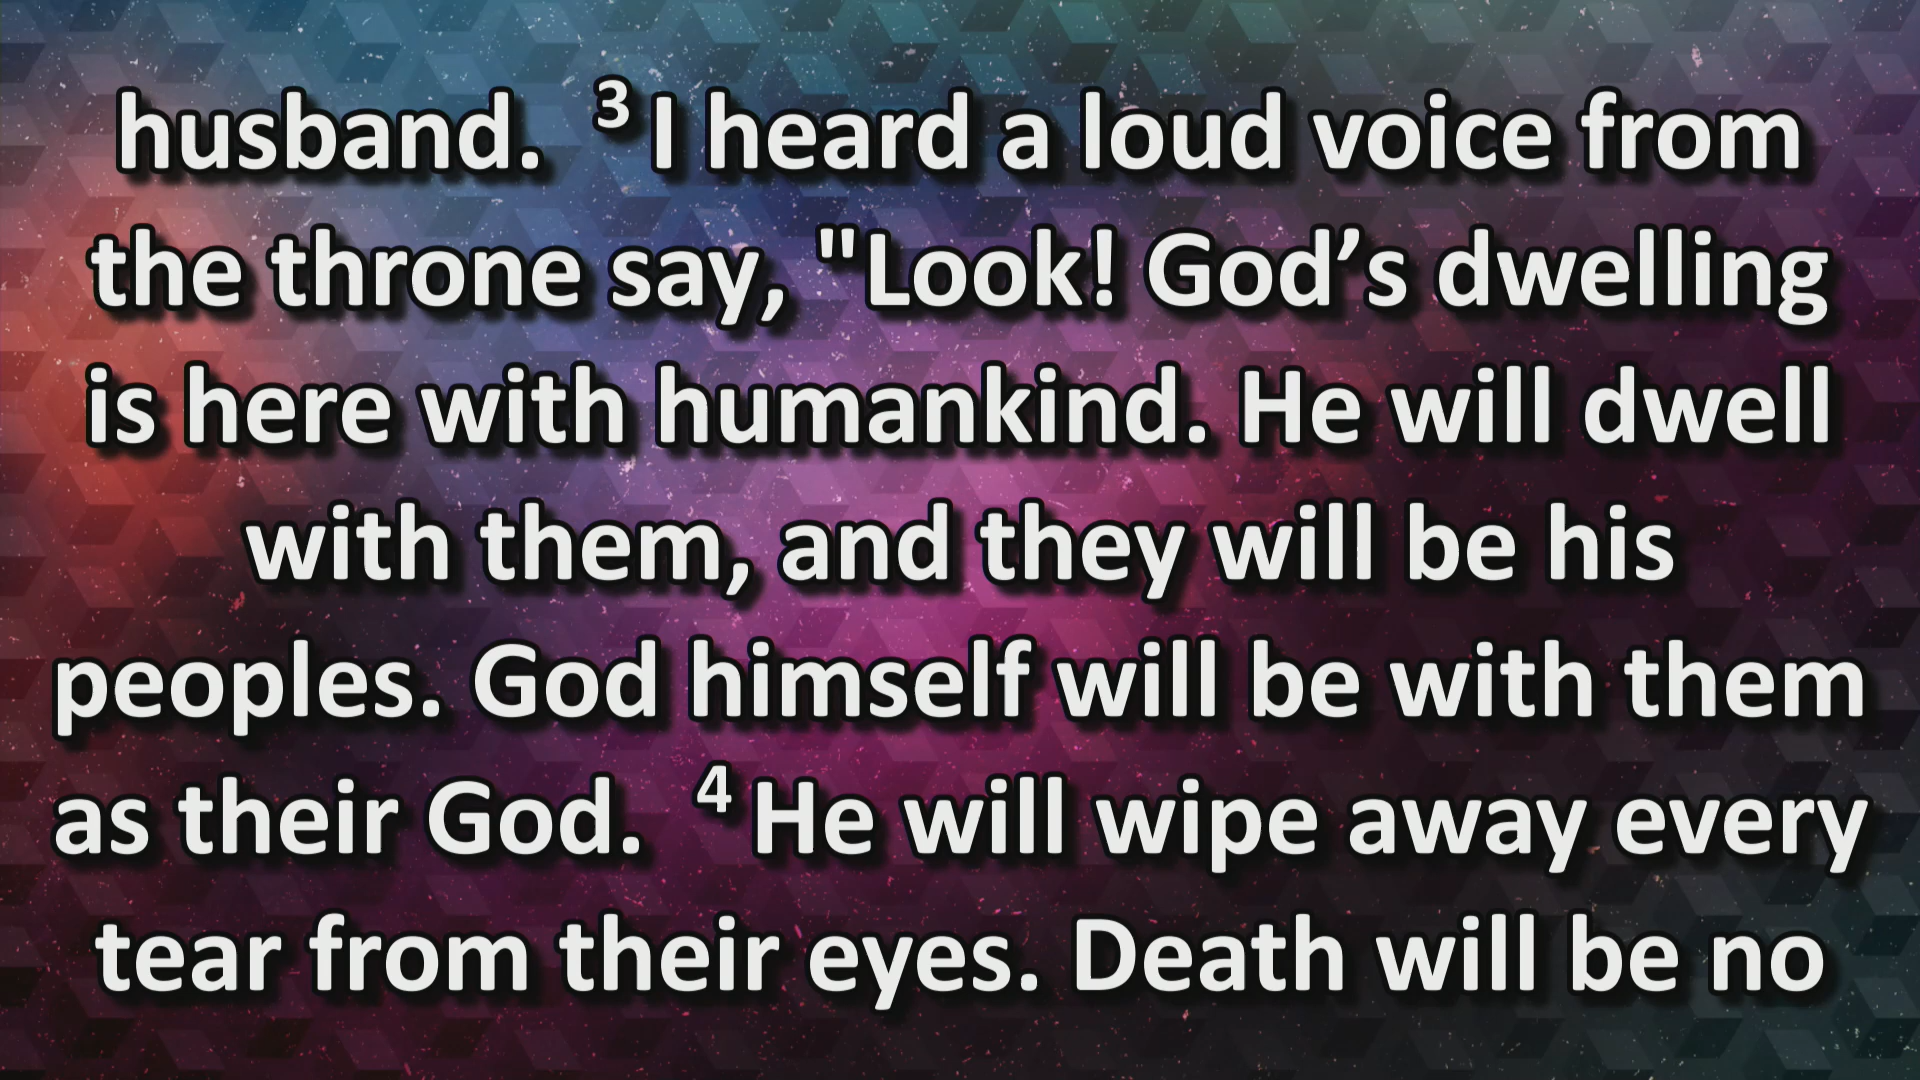 husband. ³ I heard a loud voice from
the throne say, "Look! God’s dwelling
is here with humankind. He will dwell
with them, and they will be his
peoples. God himself will be with them
as their God. ⁴ He will wipe away every
tear from their eyes. Death will be no